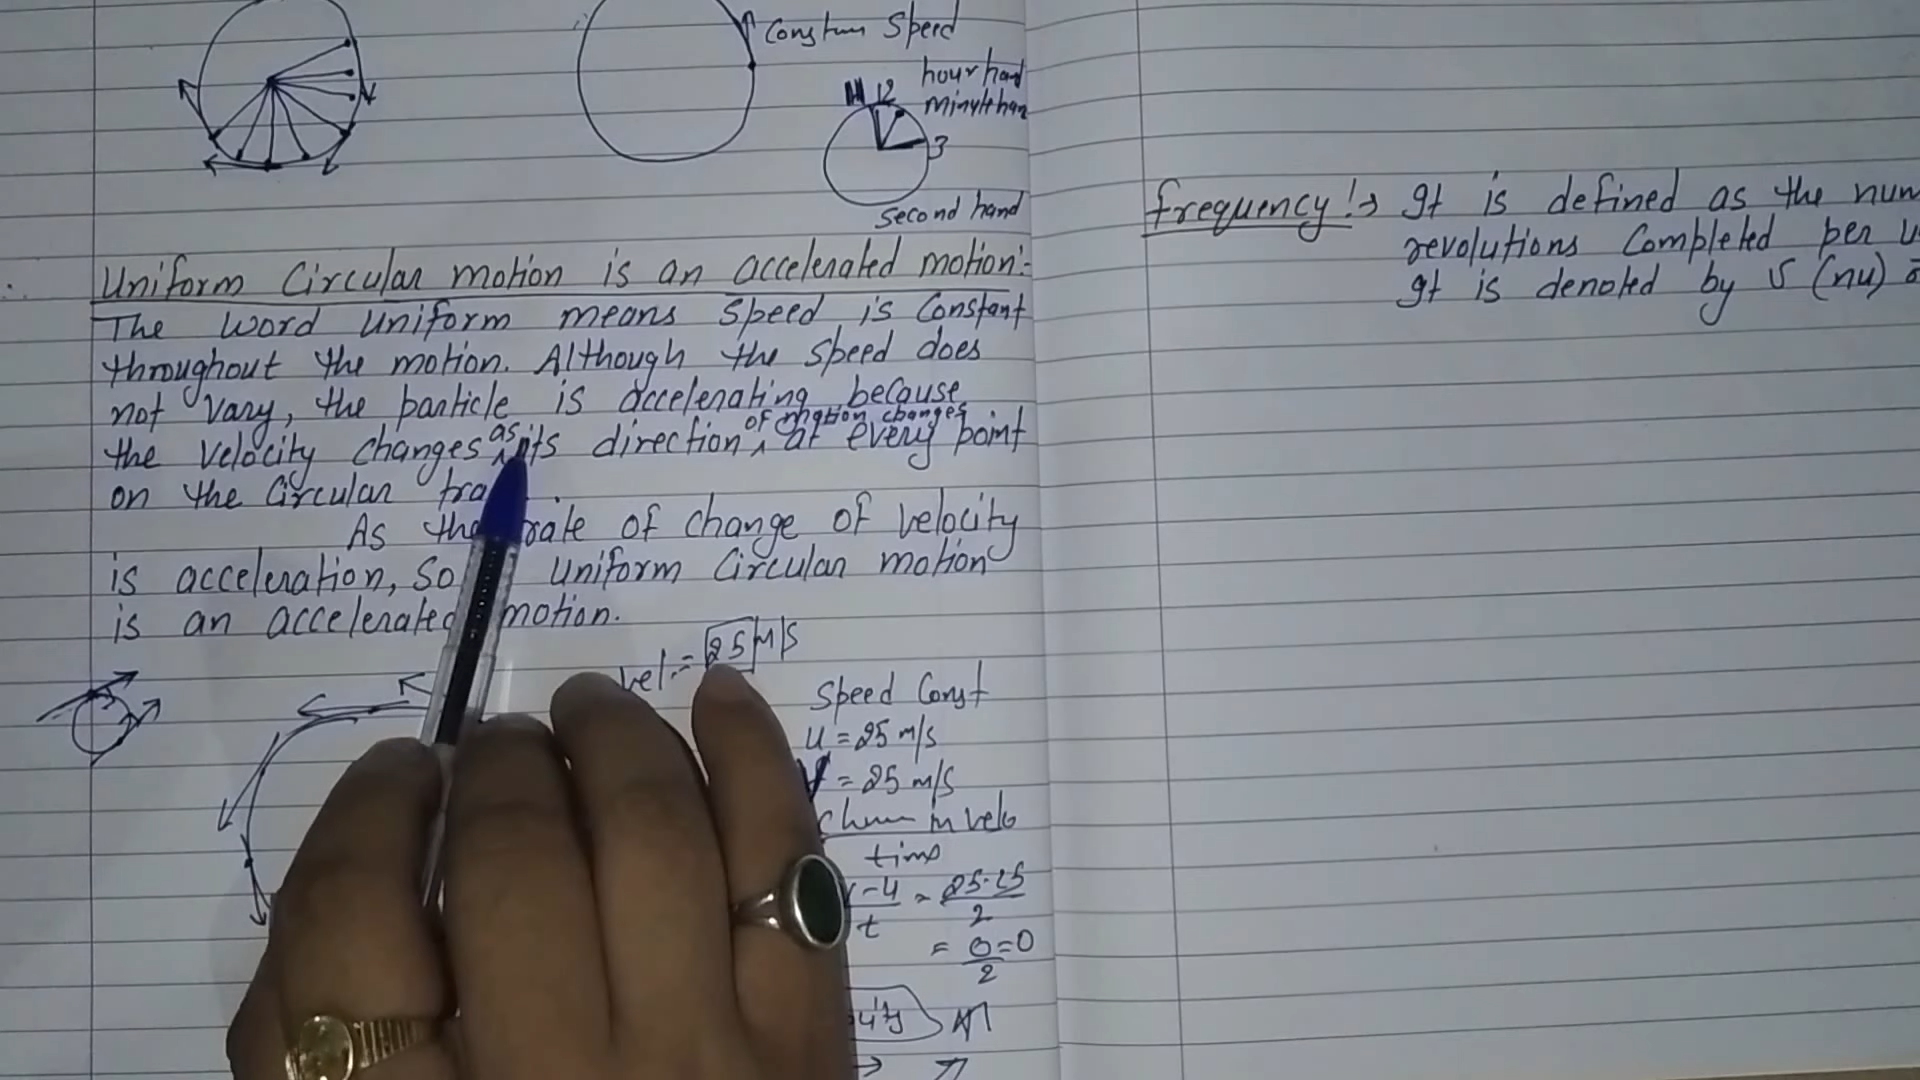 Constum Speed
12
hour hand
minute han
3
Second hand
Uniform Circular motion is an accelerated motion:-
The word uniform means speed is Constant
throughout the motion. Although the speed does
not vary, the particle is accelerating because
of motion changes
the velocity changes as its direction at every point
on the Circular tra
As the rate of change of velocity
is acceleration, so uniform Circular motion
is an accelerated motion.
vel.= 25 M/S
Speed Const
u = 25 m/s
= 25 m/s
in velo
time
-u = 25-25
t 2
= 0 = 0
2
frequency :→ It is defined as the num
revolutions Completed per u
It is denoted by υ (nu) o